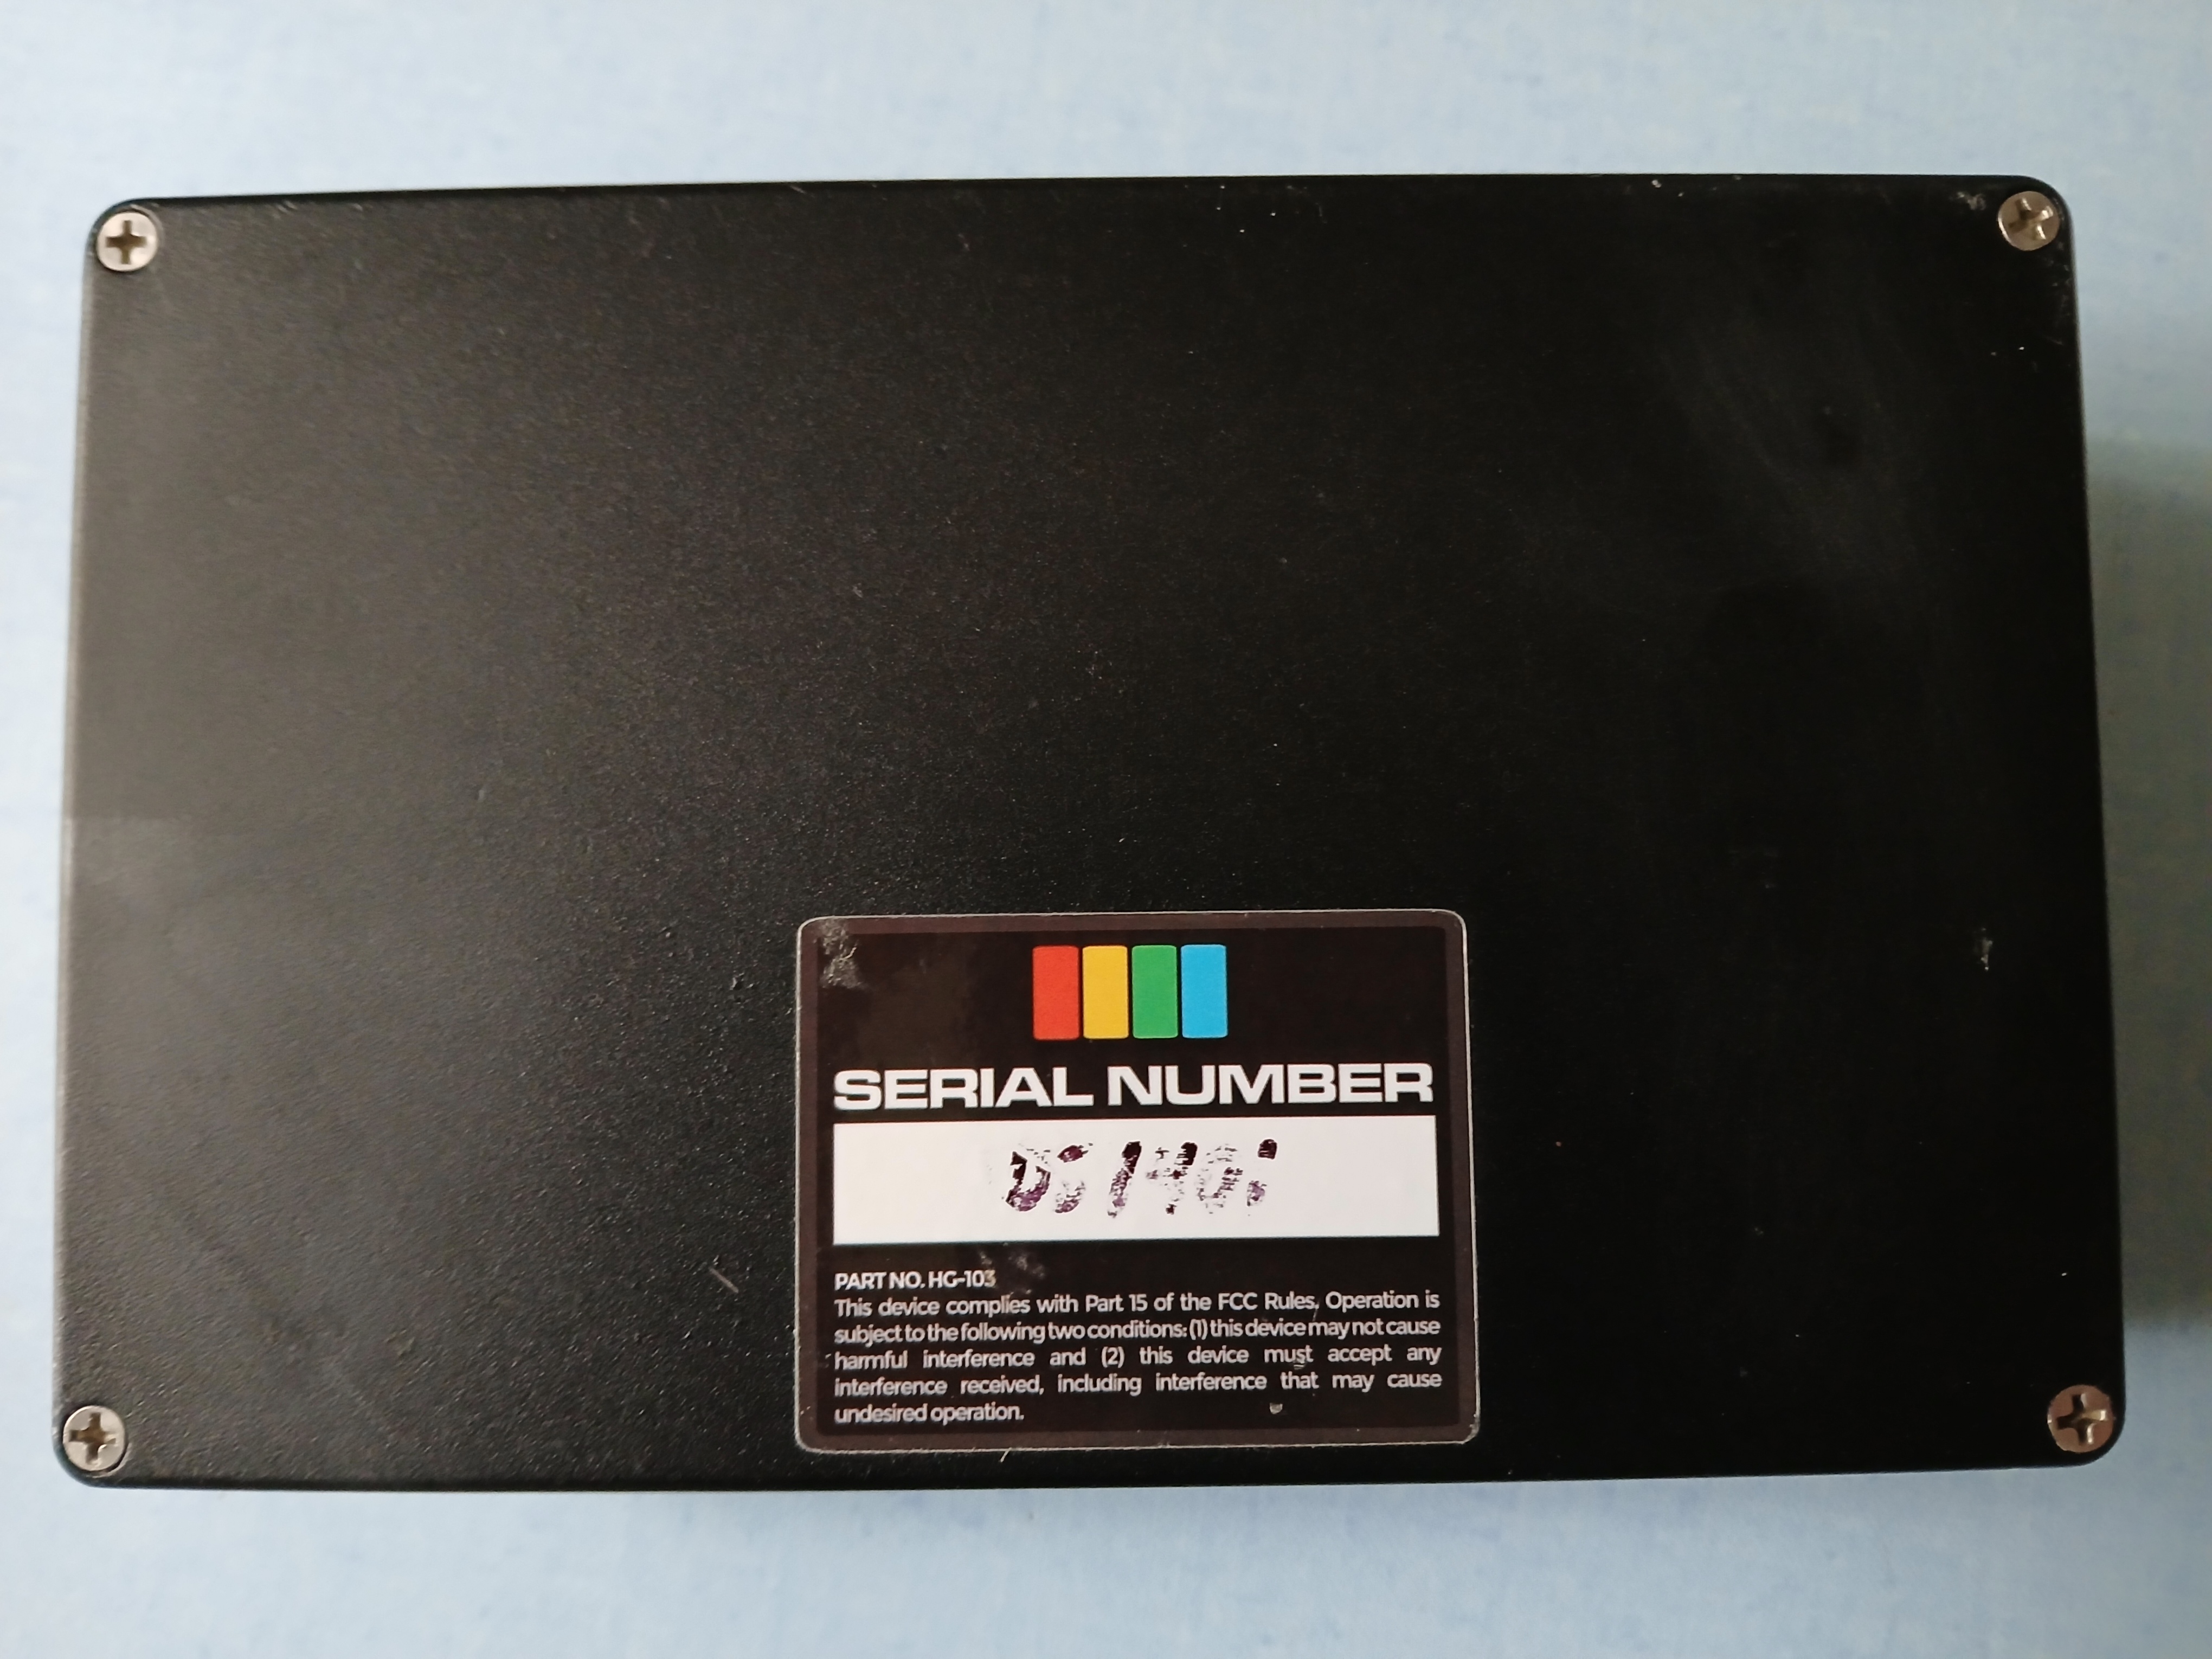 SERIAL NUMBER
PART NO. HG-103
This device complies with Part 15 of the FCC Rules. Operation is
subject to the following two conditions: (1) this device may not cause
harmful interference and (2) this device must accept any
interference received, including interference that may cause
undesired operation.